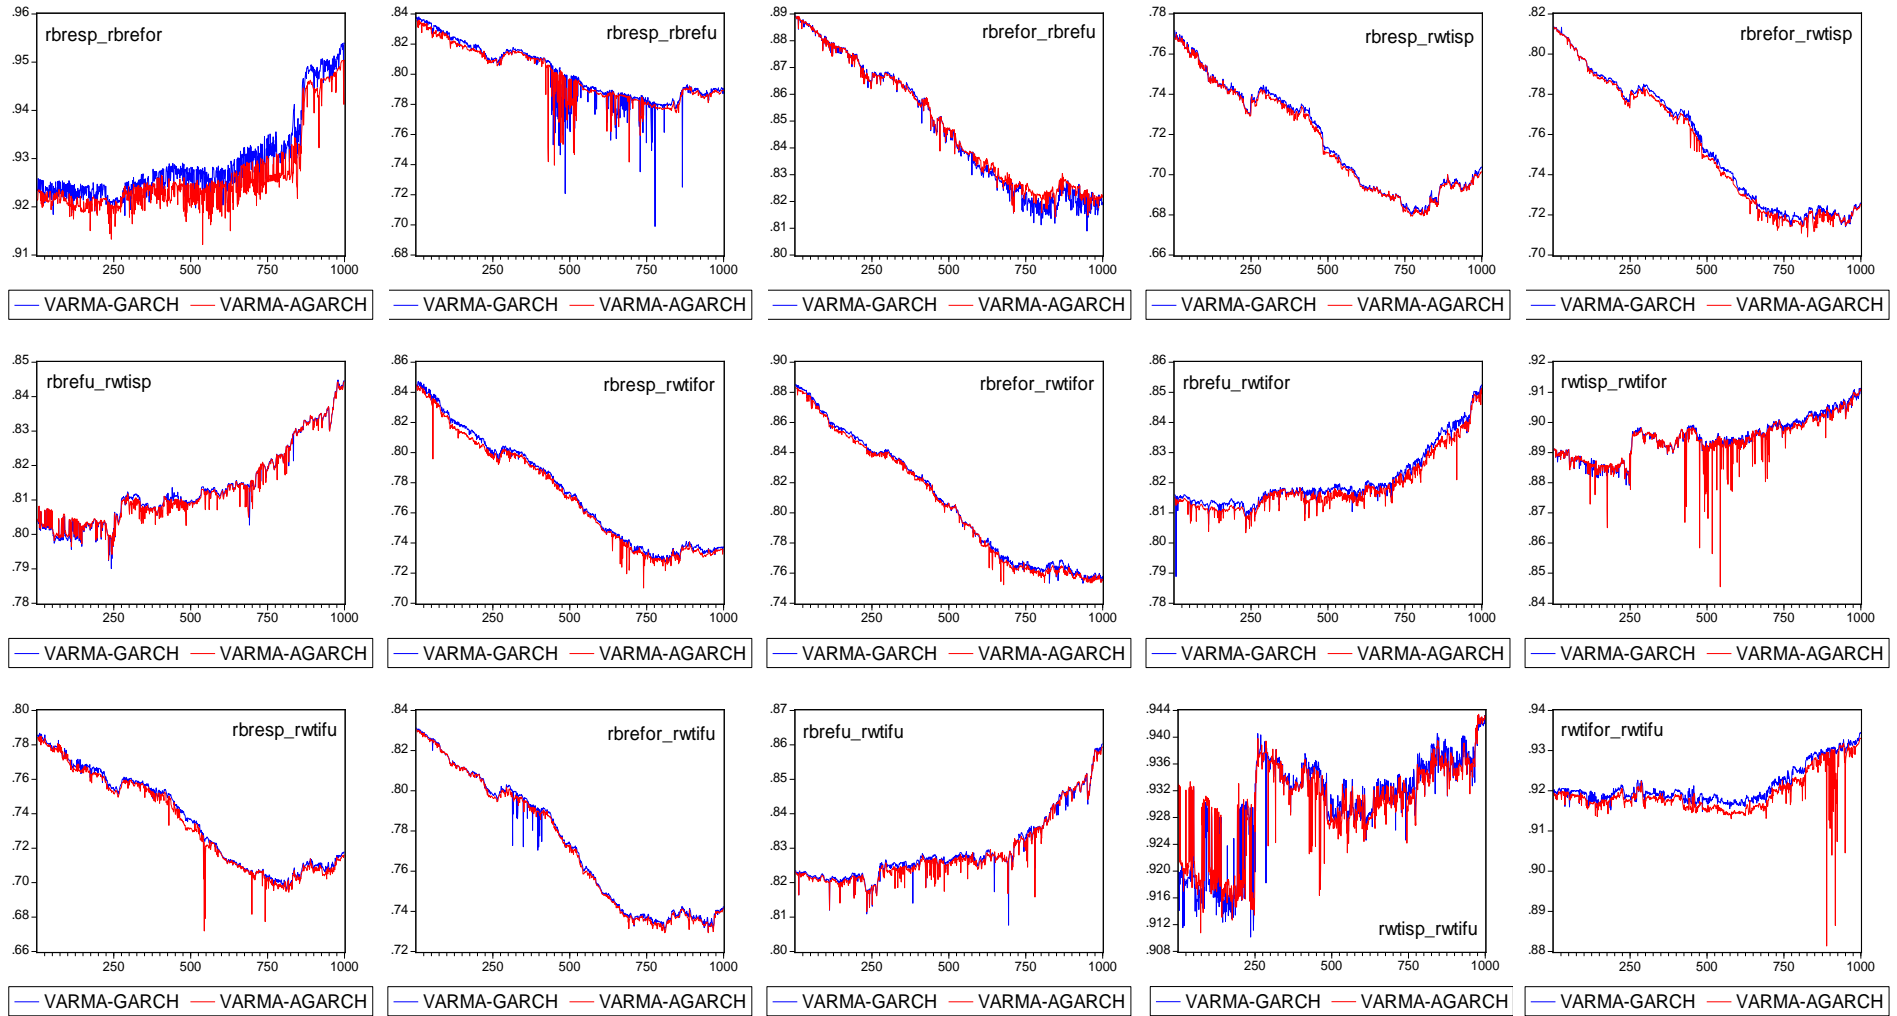 rbresp_rbrefor
.96
.95
.94
.93
.92
.91
250 500 750 1000
VARMA-GARCH VARMA-AGARCH
rbresp_rbrefu
.84
.82
.80
.78
.76
.74
.72
.70
.68
250 500 750 1000
VARMA-GARCH VARMA-AGARCH
rbrefor_rbrefu
.89
.88
.87
.86
.85
.84
.83
.82
.81
.80
250 500 750 1000
VARMA-GARCH VARMA-AGARCH
rbresp_rwtisp
.78
.76
.74
.72
.70
.68
.66
250 500 750 1000
VARMA-GARCH VARMA-AGARCH
rbrefor_rwtisp
.82
.80
.78
.76
.74
.72
.70
250 500 750 1000
VARMA-GARCH VARMA-AGARCH
rbrefu_rwtisp
.85
.84
.83
.82
.81
.80
.79
.78
250 500 750 1000
VARMA-GARCH VARMA-AGARCH
rbresp_rwtifor
.86
.84
.82
.80
.78
.76
.74
.72
.70
250 500 750 1000
VARMA-GARCH VARMA-AGARCH
rbrefor_rwtifor
.90
.88
.86
.84
.82
.80
.78
.76
.74
250 500 750 1000
VARMA-GARCH VARMA-AGARCH
rbrefu_rwtifor
.86
.85
.84
.83
.82
.81
.80
.79
.78
250 500 750 1000
VARMA-GARCH VARMA-AGARCH
rwtisp_rwtifor
.92
.91
.90
.89
.88
.87
.86
.85
.84
250 500 750 1000
VARMA-GARCH VARMA-AGARCH
rbresp_rwtifu
.80
.78
.76
.74
.72
.70
.68
.66
250 500 750 1000
VARMA-GARCH VARMA-AGARCH
rbrefor_rwtifu
.84
.82
.80
.78
.76
.74
.72
250 500 750 1000
VARMA-GARCH VARMA-AGARCH
rbrefu_rwtifu
.87
.86
.85
.84
.83
.82
.81
.80
250 500 750 1000
VARMA-GARCH VARMA-AGARCH
.944
.940
.936
.932
.928
.924
.920
.916
.912
.908
rwtisp_rwtifu
250 500 750 1000
VARMA-GARCH VARMA-AGARCH
rwtifor_rwtifu
.94
.93
.92
.91
.90
.89
.88
250 500 750 1000
VARMA-GARCH VARMA-AGARCH